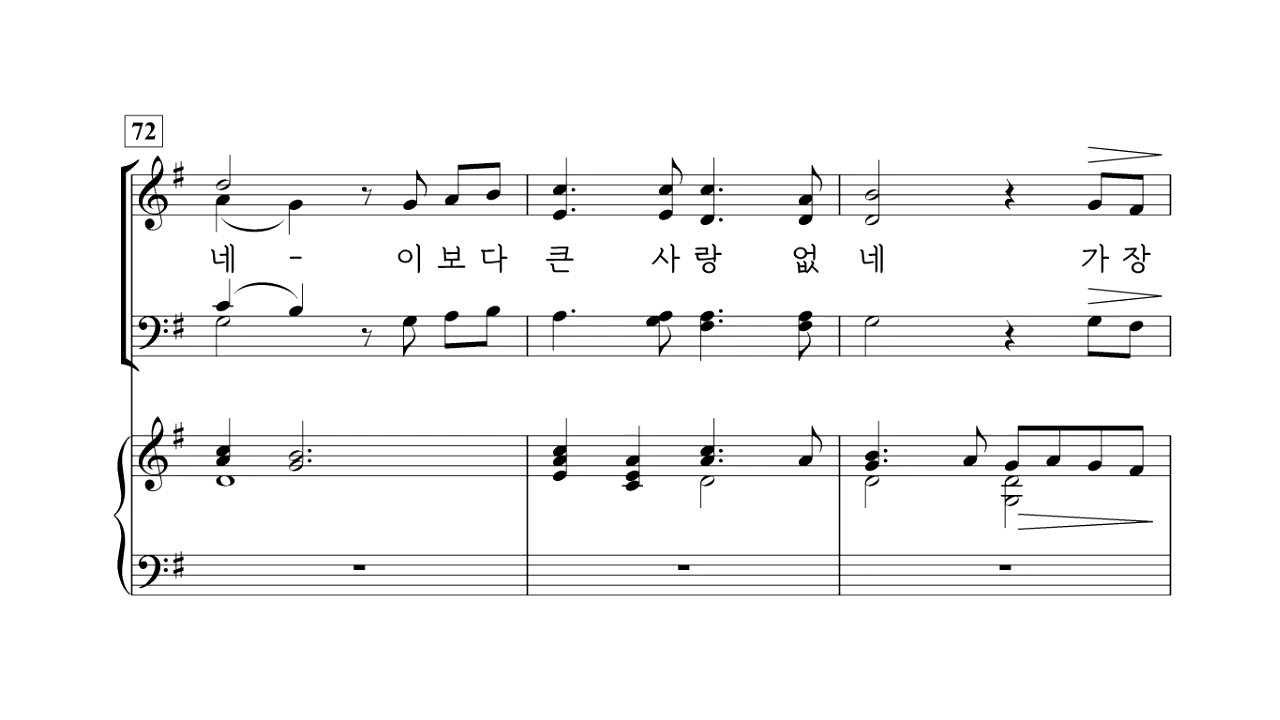 72
네 - 이 보 다 큰 사 랑 없 네 가 장